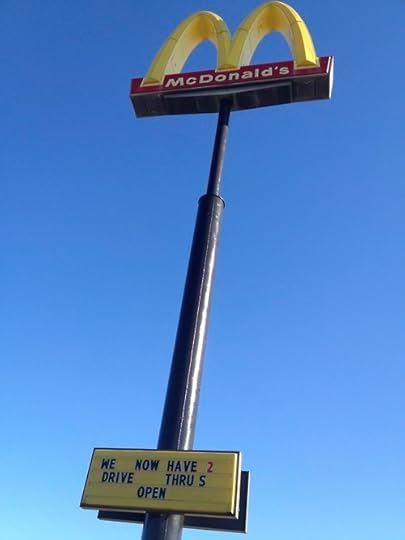 McDonald's
WE NOW HAVE 2
DRIVE THRU S
OPEN